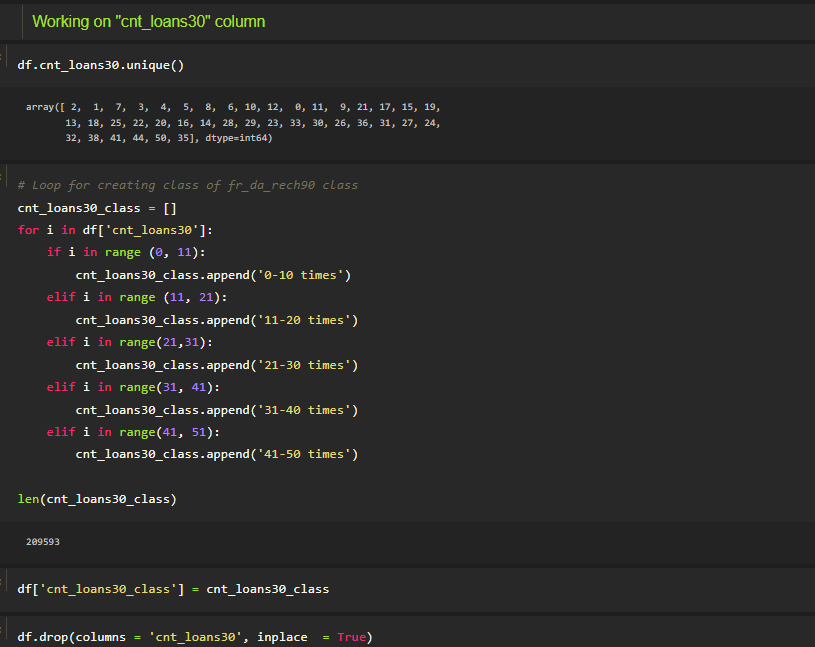 Working on "cnt_loans30" column
df.cnt_loans30.unique()
array([ 2, 1, 7, 3, 4, 5, 8, 6, 10, 12, 0, 11, 9, 21, 17, 15, 19,
13, 18, 25, 22, 20, 16, 14, 28, 29, 23, 33, 30, 26, 36, 31, 27, 24,
32, 38, 41, 44, 50, 35], dtype=int64)
# Loop for creating class of fr_da_rech90 class
cnt_loans30_class = []
for i in df['cnt_loans30']:
    if i in range (0, 11):
        cnt_loans30_class.append('0-10 times')
    elif i in range (11, 21):
        cnt_loans30_class.append('11-20 times')
    elif i in range(21,31):
        cnt_loans30_class.append('21-30 times')
    elif i in range(31, 41):
        cnt_loans30_class.append('31-40 times')
    elif i in range(41, 51):
        cnt_loans30_class.append('41-50 times')
len(cnt_loans30_class)
209593
df['cnt_loans30_class'] = cnt_loans30_class
df.drop(columns = 'cnt_loans30', inplace  = True)